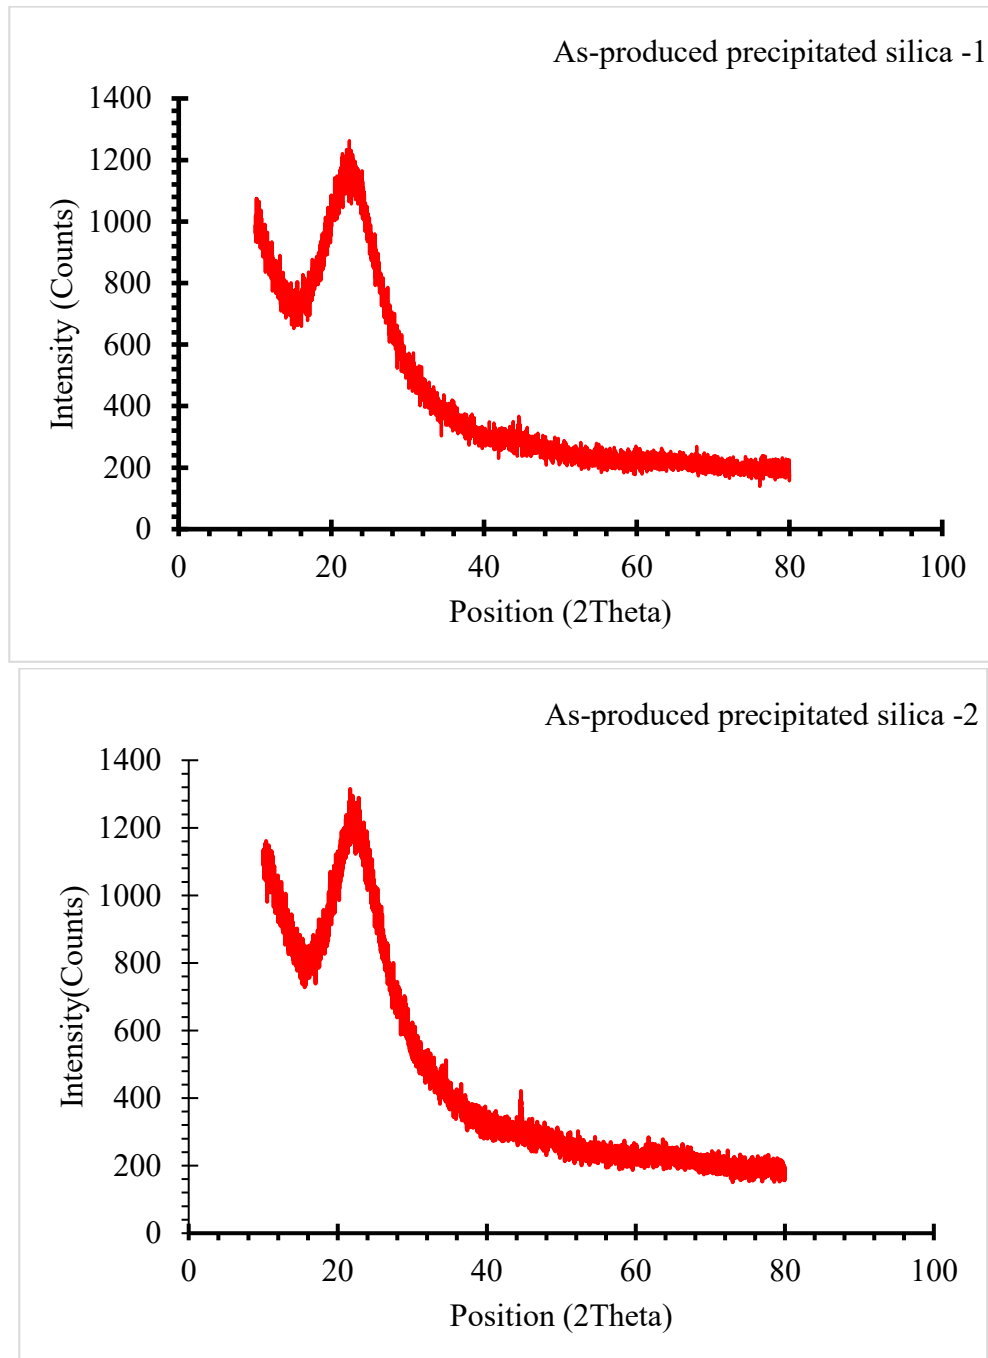 As-produced precipitated silica -1
1400
1200
1000
800
600
400
200
0
Intensity (Counts)
0 20 40 60 80 100
Position (2Theta)
As-produced precipitated silica -2
1400
1200
1000
800
600
400
200
0
Intensity(Counts)
0 20 40 60 80 100
Position (2Theta)